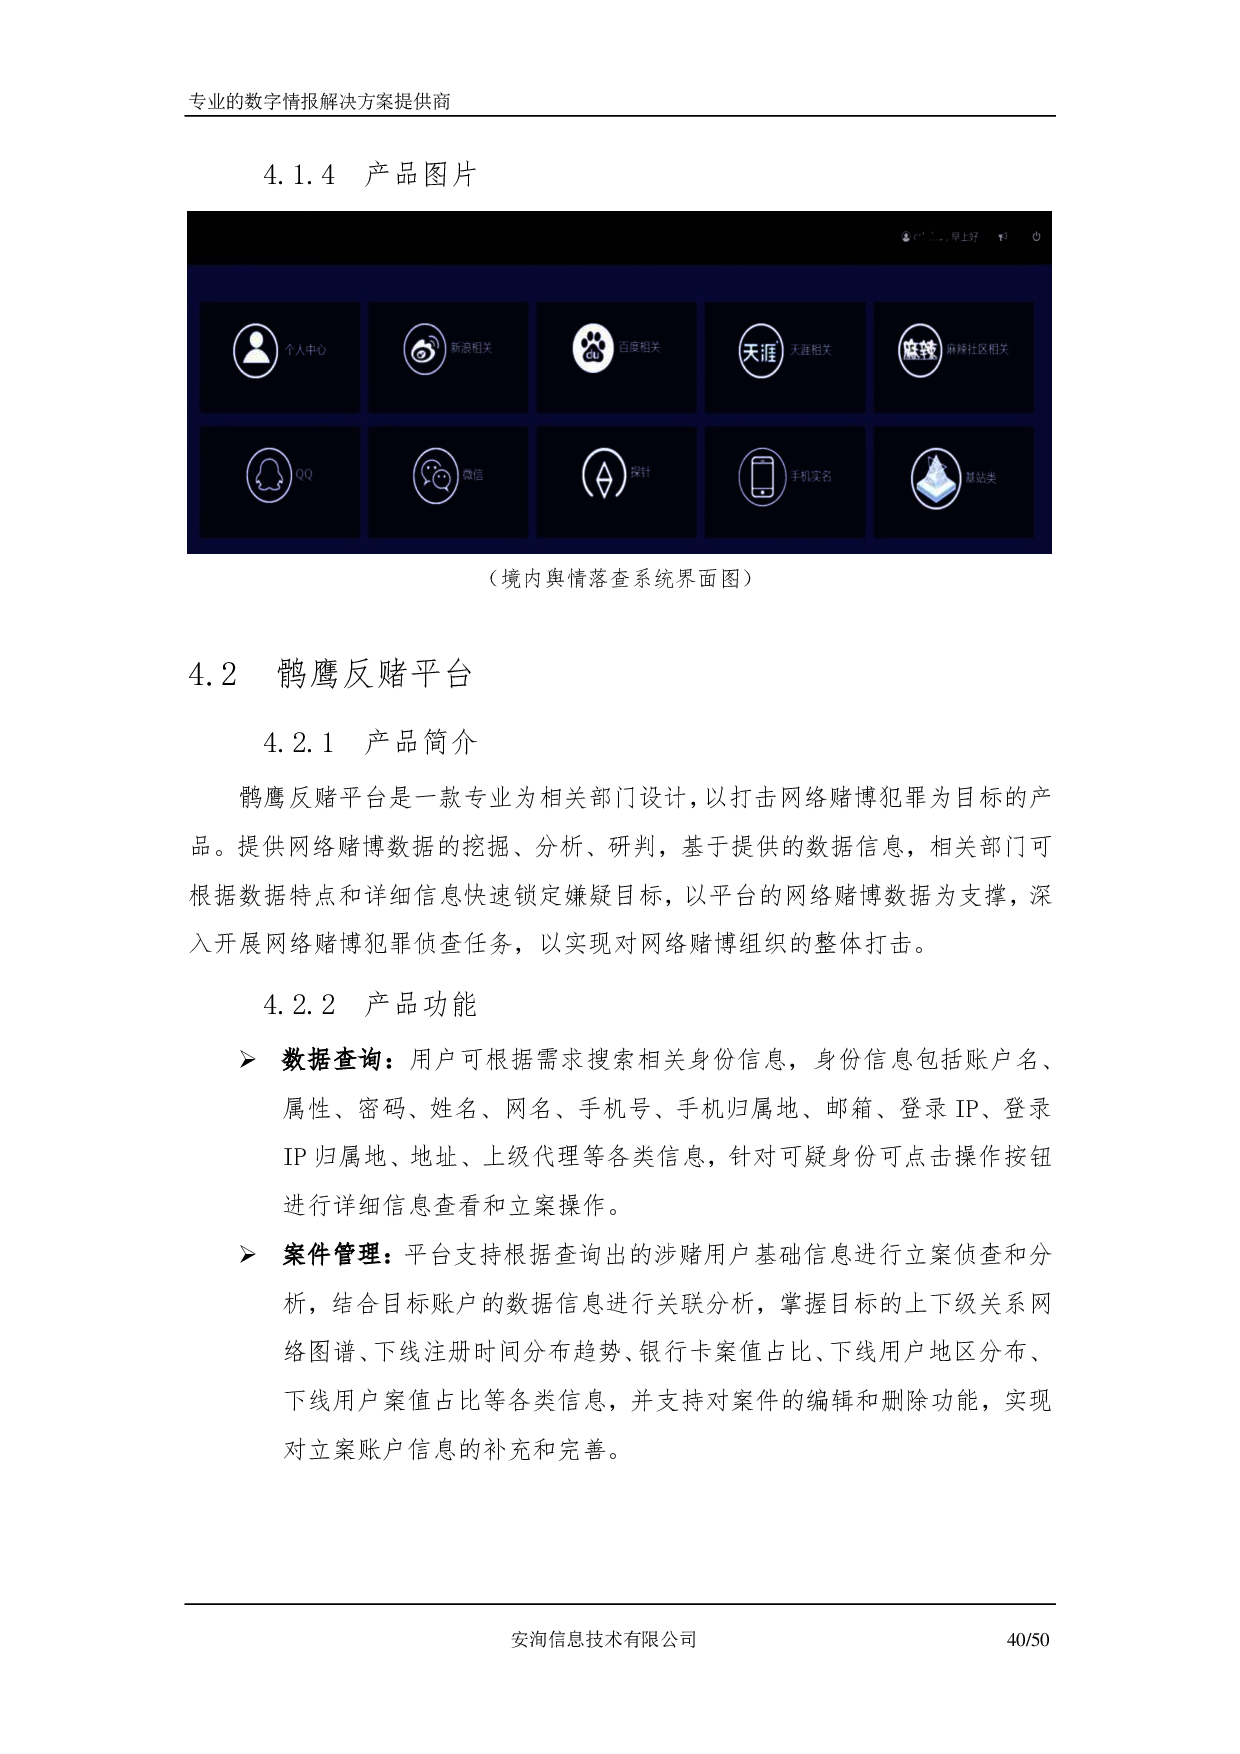 专业的数字情报解决方案提供商
4.1.4 产品图片
早上好
个人中心
新浪相关
du
百度相关
天涯
天涯相关
麻辣
麻辣社区相关
QQ
微信
探针
手机实名
基站类
（境内舆情落查系统界面图）
4.2 鹘鹰反赌平台
4.2.1 产品简介
鹘鹰反赌平台是一款专业为相关部门设计，以打击网络赌博犯罪为目标的产
品。提供网络赌博数据的挖掘、分析、研判，基于提供的数据信息，相关部门可
根据数据特点和详细信息快速锁定嫌疑目标，以平台的网络赌博数据为支撑，深
入开展网络赌博犯罪侦查任务，以实现对网络赌博组织的整体打击。
4.2.2 产品功能
➢ 数据查询：用户可根据需求搜索相关身份信息，身份信息包括账户名、
属性、密码、姓名、网名、手机号、手机归属地、邮箱、登录 IP、登录
IP 归属地、地址、上级代理等各类信息，针对可疑身份可点击操作按钮
进行详细信息查看和立案操作。
➢ 案件管理：平台支持根据查询出的涉赌用户基础信息进行立案侦查和分
析，结合目标账户的数据信息进行关联分析，掌握目标的上下级关系网
络图谱、下线注册时间分布趋势、银行卡案值占比、下线用户地区分布、
下线用户案值占比等各类信息，并支持对案件的编辑和删除功能，实现
对立案账户信息的补充和完善。
安洵信息技术有限公司
40/50